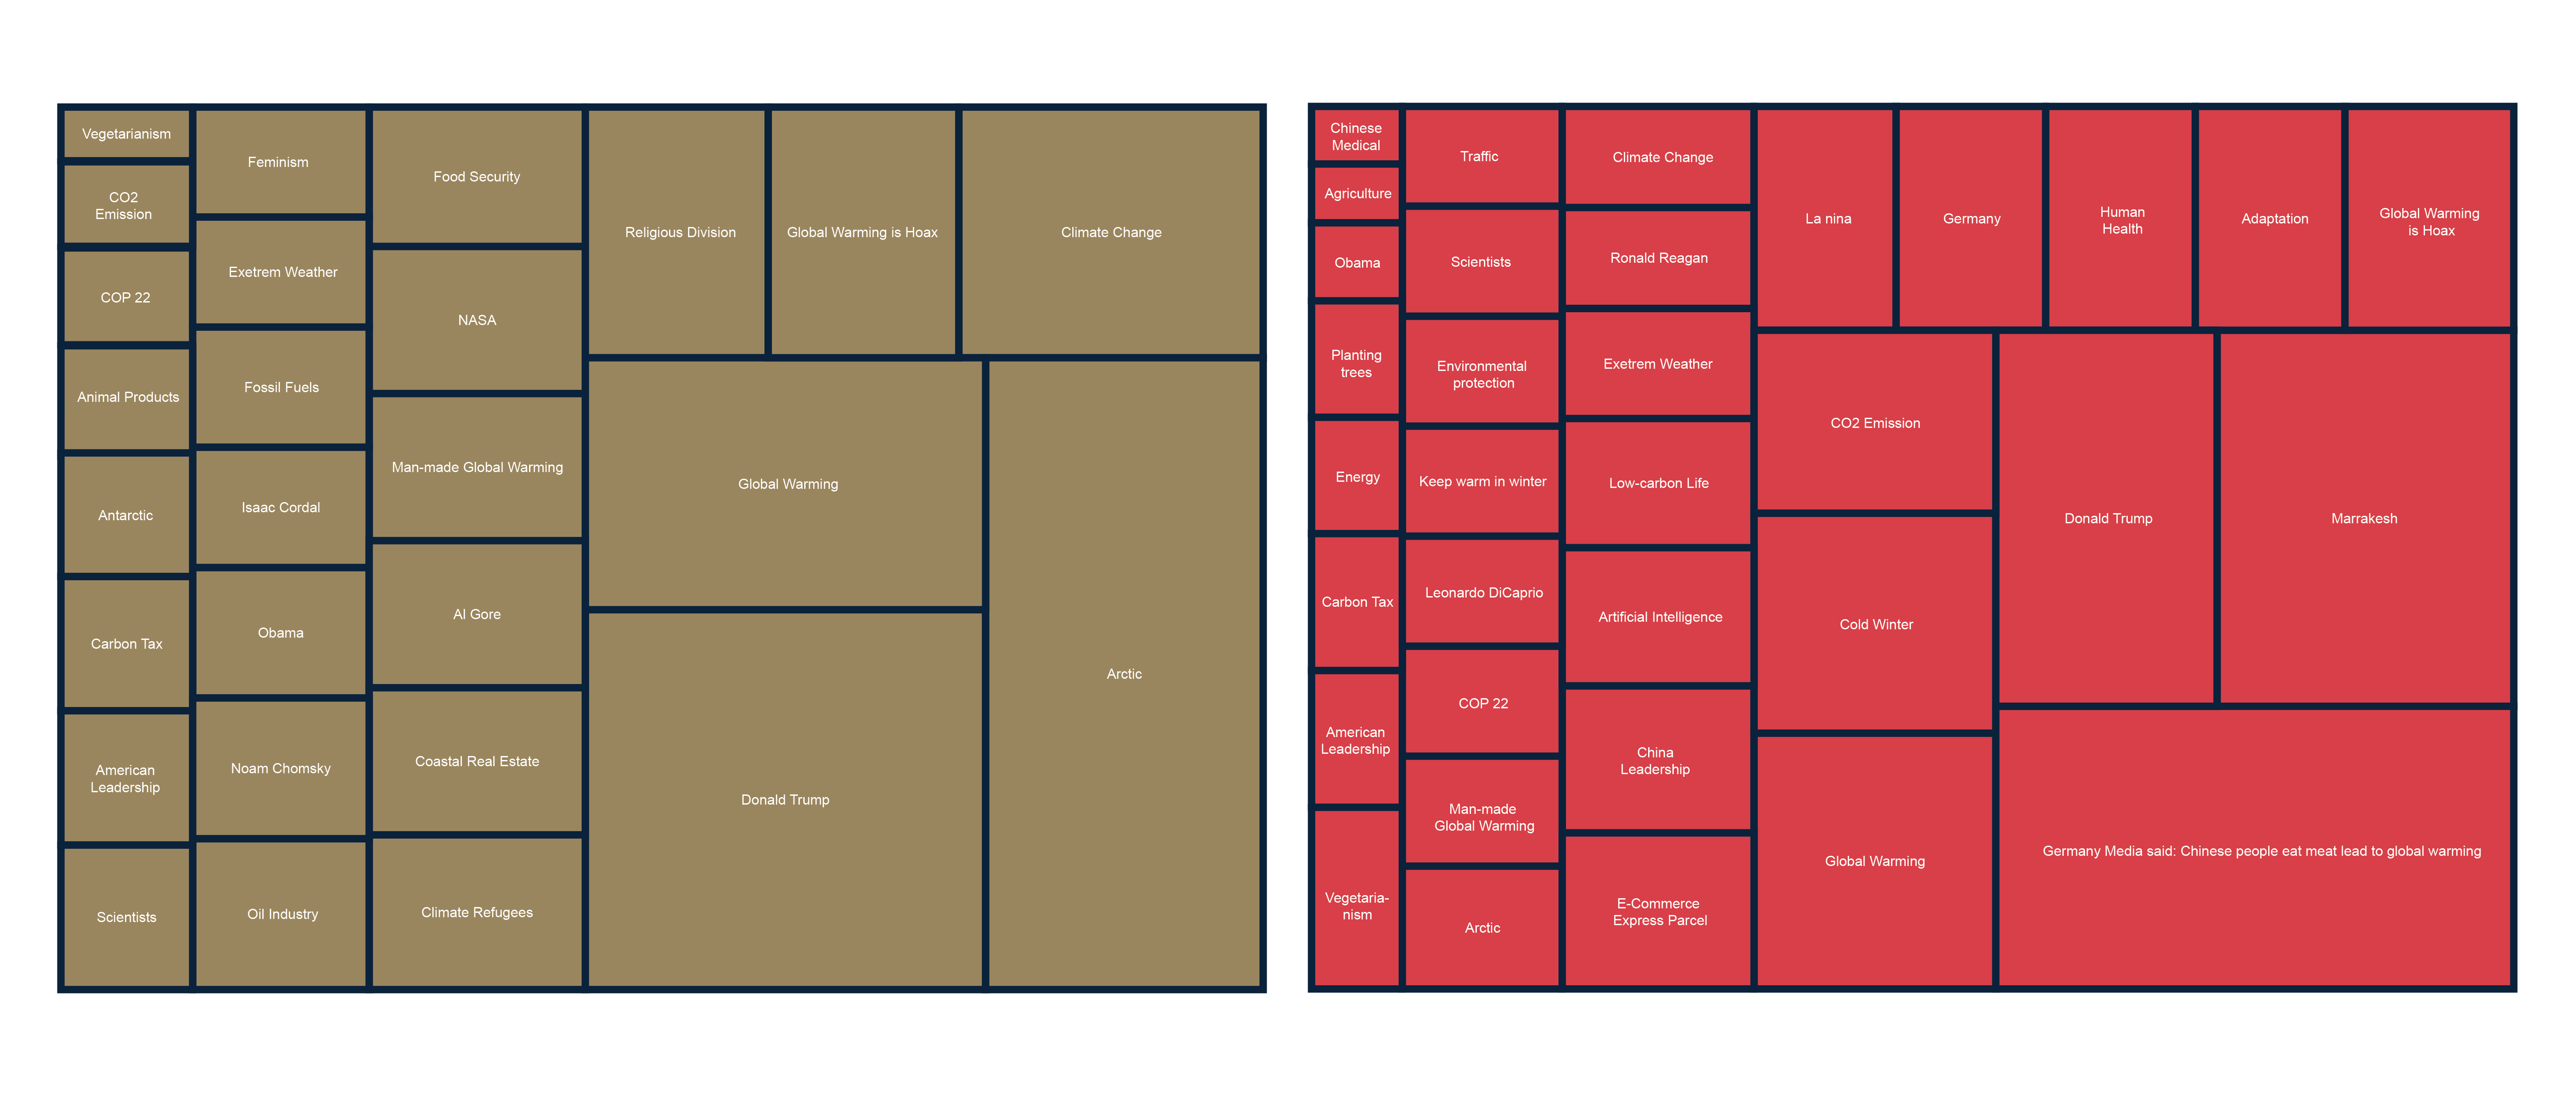 Vegetarianism
CO2
Emission
COP 22
Animal Products
Antarctic
Carbon Tax
American
Leadership
Scientists
Feminism
Exetrem Weather
Fossil Fuels
Isaac Cordal
Obama
Noam Chomsky
Oil Industry
Food Security
NASA
Man-made Global Warming
Al Gore
Coastal Real Estate
Climate Refugees
Religious Division
Global Warming is Hoax
Climate Change
Global Warming
Donald Trump
Arctic
Chinese
Medical
Agriculture
Obama
Planting
trees
Energy
Carbon Tax
American
Leadership
Vegetaria-
nism
Traffic
Scientists
Environmental
protection
Keep warm in winter
Leonardo DiCaprio
COP 22
Man-made
Global Warming
Arctic
Climate Change
Ronald Reagan
Exetrem Weather
Low-carbon Life
Artificial Intelligence
China
Leadership
E-Commerce
Express Parcel
La nina
Germany
Human
Health
Adaptation
Global Warming
is Hoax
CO2 Emission
Cold Winter
Global Warming
Donald Trump
Marrakesh
Germany Media said: Chinese people eat meat lead to global warming